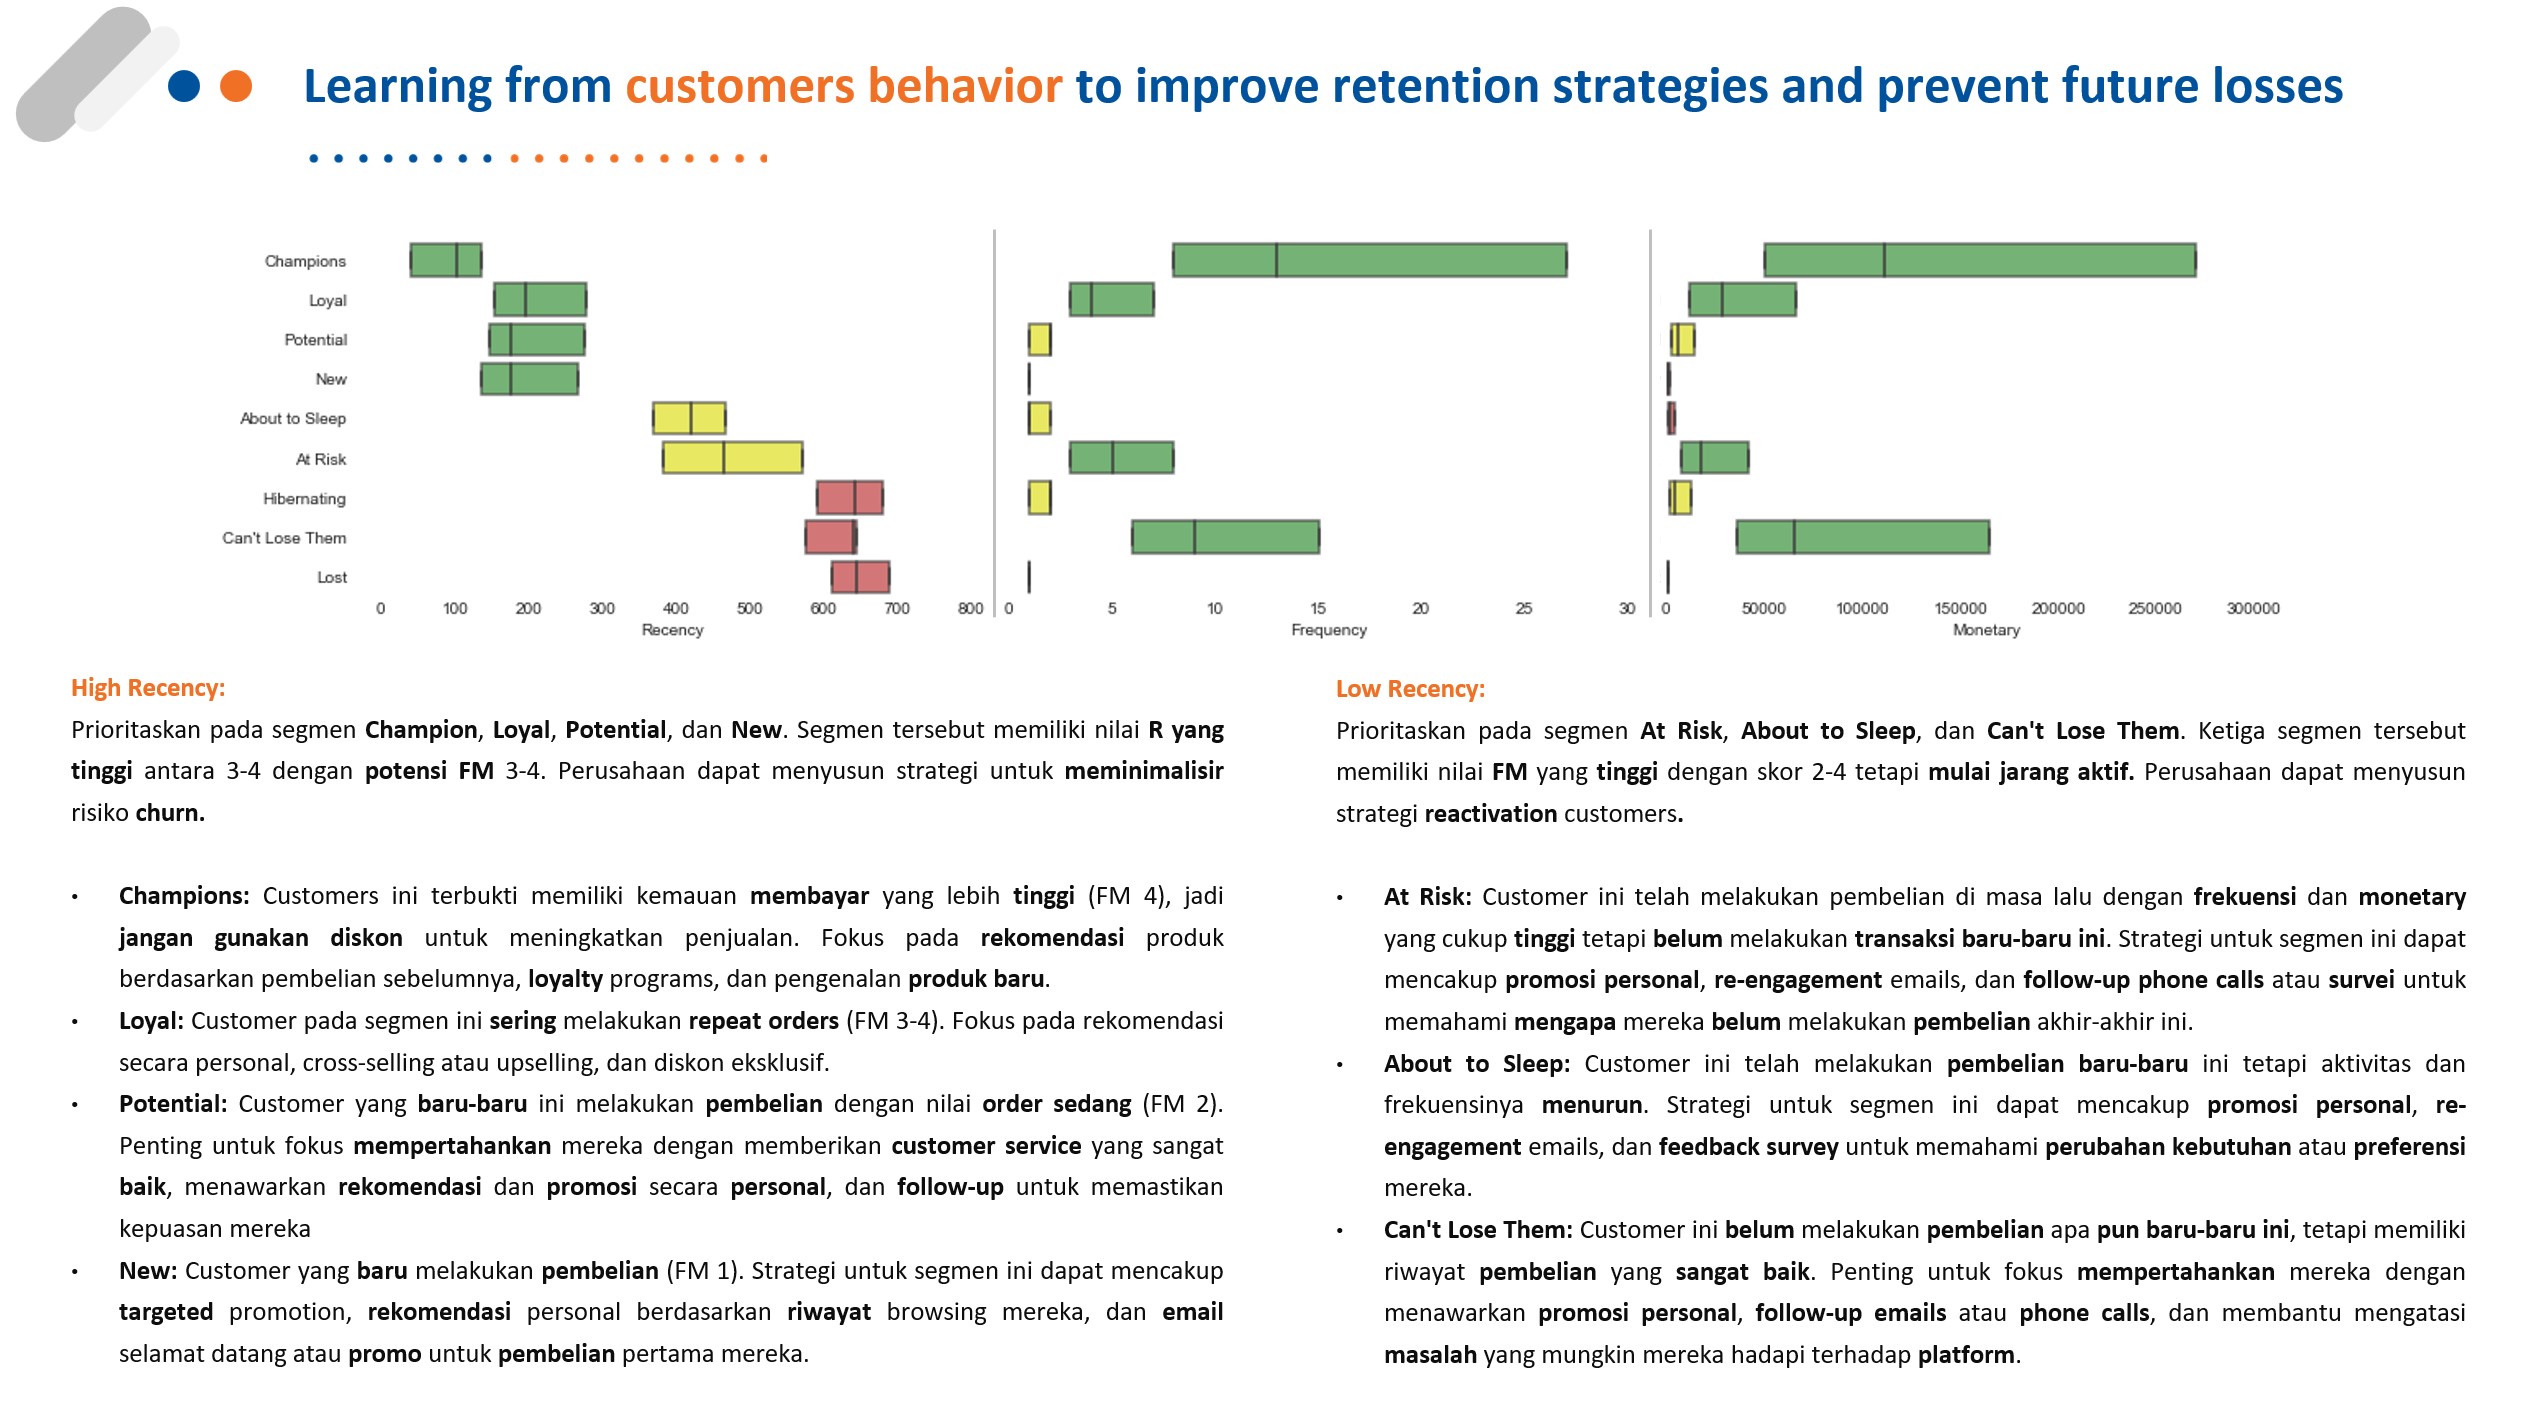 Learning from customers behavior to improve retention strategies and prevent future losses
Champions
Loyal
Potential
New
About to Sleep
At Risk
Hibernating
Can't Lose Them
Lost
0 100 200 300 400 500 600 700 800
Recency
0 5 10 15 20 25 30
Frequency
0 50000 100000 150000 200000 250000 300000
Monetary
High Recency:
Prioritaskan pada segmen Champion, Loyal, Potential, dan New. Segmen tersebut memiliki nilai R yang
tinggi antara 3-4 dengan potensi FM 3-4. Perusahaan dapat menyusun strategi untuk meminimalisir
risiko churn.
• Champions: Customers ini terbukti memiliki kemauan membayar yang lebih tinggi (FM 4), jadi
jangan gunakan diskon untuk meningkatkan penjualan. Fokus pada rekomendasi produk
berdasarkan pembelian sebelumnya, loyalty programs, dan pengenalan produk baru.
• Loyal: Customer pada segmen ini sering melakukan repeat orders (FM 3-4). Fokus pada rekomendasi
secara personal, cross-selling atau upselling, dan diskon eksklusif.
• Potential: Customer yang baru-baru ini melakukan pembelian dengan nilai order sedang (FM 2).
Penting untuk fokus mempertahankan mereka dengan memberikan customer service yang sangat
baik, menawarkan rekomendasi dan promosi secara personal, dan follow-up untuk memastikan
kepuasan mereka
• New: Customer yang baru melakukan pembelian (FM 1). Strategi untuk segmen ini dapat mencakup
targeted promotion, rekomendasi personal berdasarkan riwayat browsing mereka, dan email
selamat datang atau promo untuk pembelian pertama mereka.
Low Recency:
Prioritaskan pada segmen At Risk, About to Sleep, dan Can't Lose Them. Ketiga segmen tersebut
memiliki nilai FM yang tinggi dengan skor 2-4 tetapi mulai jarang aktif. Perusahaan dapat menyusun
strategi reactivation customers.
• At Risk: Customer ini telah melakukan pembelian di masa lalu dengan frekuensi dan monetary
yang cukup tinggi tetapi belum melakukan transaksi baru-baru ini. Strategi untuk segmen ini dapat
mencakup promosi personal, re-engagement emails, dan follow-up phone calls atau survei untuk
memahami mengapa mereka belum melakukan pembelian akhir-akhir ini.
• About to Sleep: Customer ini telah melakukan pembelian baru-baru ini tetapi aktivitas dan
frekuensinya menurun. Strategi untuk segmen ini dapat mencakup promosi personal, re-
engagement emails, dan feedback survey untuk memahami perubahan kebutuhan atau preferensi
mereka.
• Can't Lose Them: Customer ini belum melakukan pembelian apa pun baru-baru ini, tetapi memiliki
riwayat pembelian yang sangat baik. Penting untuk fokus mempertahankan mereka dengan
menawarkan promosi personal, follow-up emails atau phone calls, dan membantu mengatasi
masalah yang mungkin mereka hadapi terhadap platform.